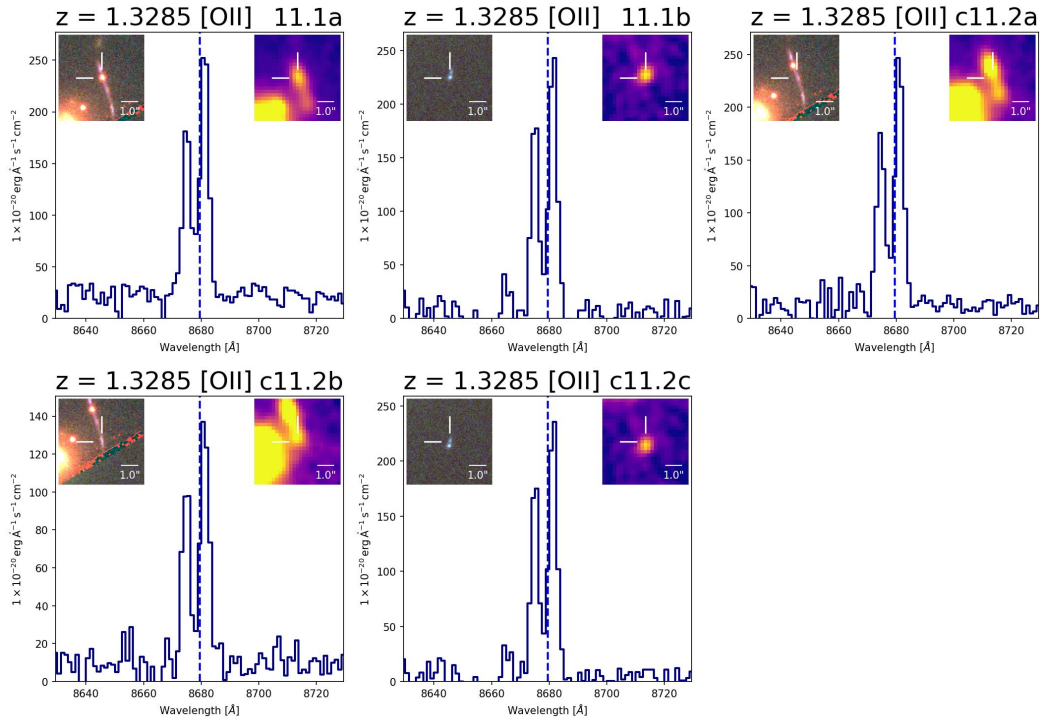 z = 1.3285 [OII] 11.1a
1.0"
1.0"
250
200
150
100
50
0
1 × 10⁻²⁰ erg Å⁻¹ s⁻¹ cm⁻²
8640 8660 8680 8700 8720
Wavelength [Å]
z = 1.3285 [OII] 11.1b
1.0"
1.0"
250
200
150
100
50
0
1 × 10⁻²⁰ erg Å⁻¹ s⁻¹ cm⁻²
8640 8660 8680 8700 8720
Wavelength [Å]
z = 1.3285 [OII] c11.2a
1.0"
1.0"
250
200
150
100
50
0
1 × 10⁻²⁰ erg Å⁻¹ s⁻¹ cm⁻²
8640 8660 8680 8700 8720
Wavelength [Å]
z = 1.3285 [OII] c11.2b
1.0"
1.0"
140
120
100
80
60
40
20
0
1 × 10⁻²⁰ erg Å⁻¹ s⁻¹ cm⁻²
8640 8660 8680 8700 8720
Wavelength [Å]
z = 1.3285 [OII] c11.2c
1.0"
1.0"
250
200
150
100
50
0
1 × 10⁻²⁰ erg Å⁻¹ s⁻¹ cm⁻²
8640 8660 8680 8700 8720
Wavelength [Å]